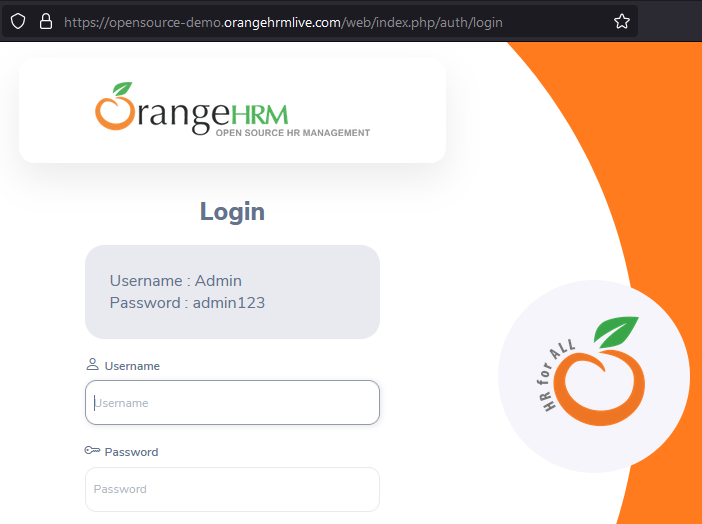 https://opensource-demo.orangehrmlive.com/web/index.php/auth/login
OrangeHRM
OPEN SOURCE HR MANAGEMENT
Login
Username : Admin
Password : admin123
Username
Username
Password
Password
HR for ALL